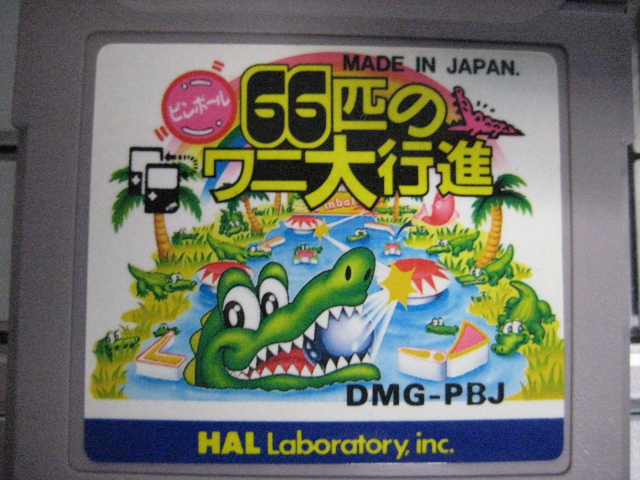 MADE IN JAPAN.
ピンボール
66匹の
ワニ大行進
DMG-PBJ
HAL Laboratory, inc.